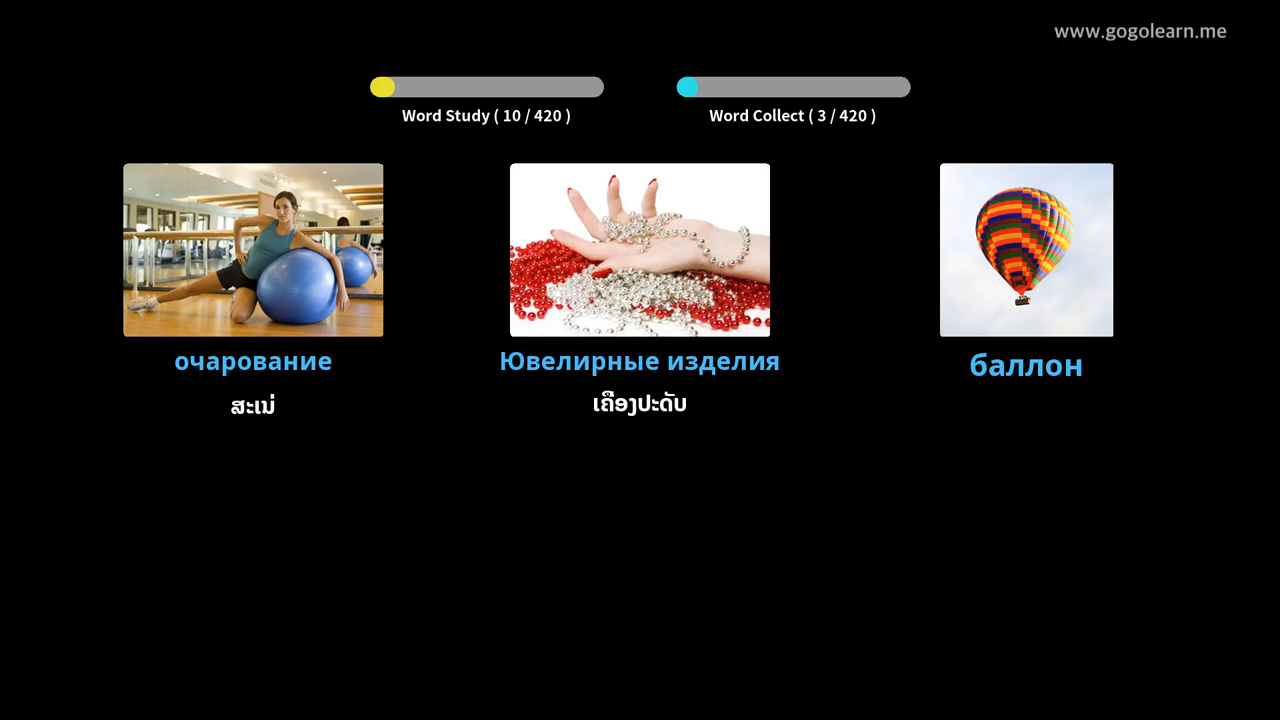 www.gogolearn.me
Word Study ( 10 / 420 )
Word Collect ( 3 / 420 )
очарование
Ювелирные изделия
баллон
ສະເນ່
ເຄື່ອງປະດັບ